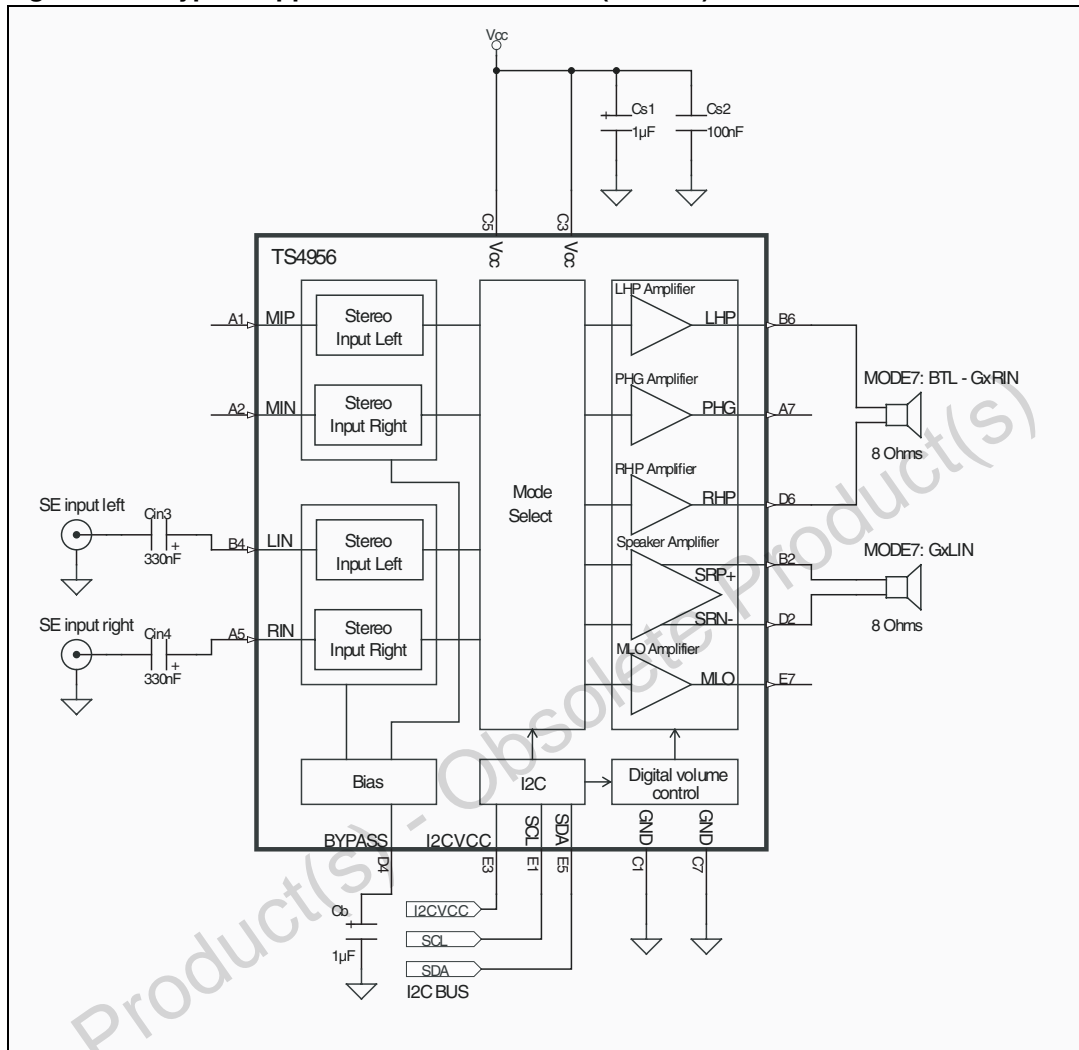 Vcc
Cs1
1µF
Cs2
100nF
C5
C3
Vcc
Vcc
TS4956
A1
MIP
Stereo
Input Left
A2
MIN
Stereo
Input Right
SE input left
Cin3
+
330nF
B4
LIN
Stereo
Input Left
SE input right
Cin4
+
330nF
A5
RIN
Stereo
Input Right
Mode
Select
LHP Amplifier
LHP
B6
PHG Amplifier
PHG
A7
RHP Amplifier
RHP
D6
Speaker Amplifier
SRP+
B2
SRN-
D2
MLO Amplifier
MLO
E7
MODE7: BTL - GxRIN
8 Ohms
MODE7: GxLIN
8 Ohms
Bias
I2C
Digital volume
control
BYPASS
D4
I2CVCC
E3
SCL
E1
SDA
E5
GND
C1
GND
C7
Cb
+
1µF
I2CVCC
SCL
SDA
I2C BUS
Product(s) - Obsolete Product(s)